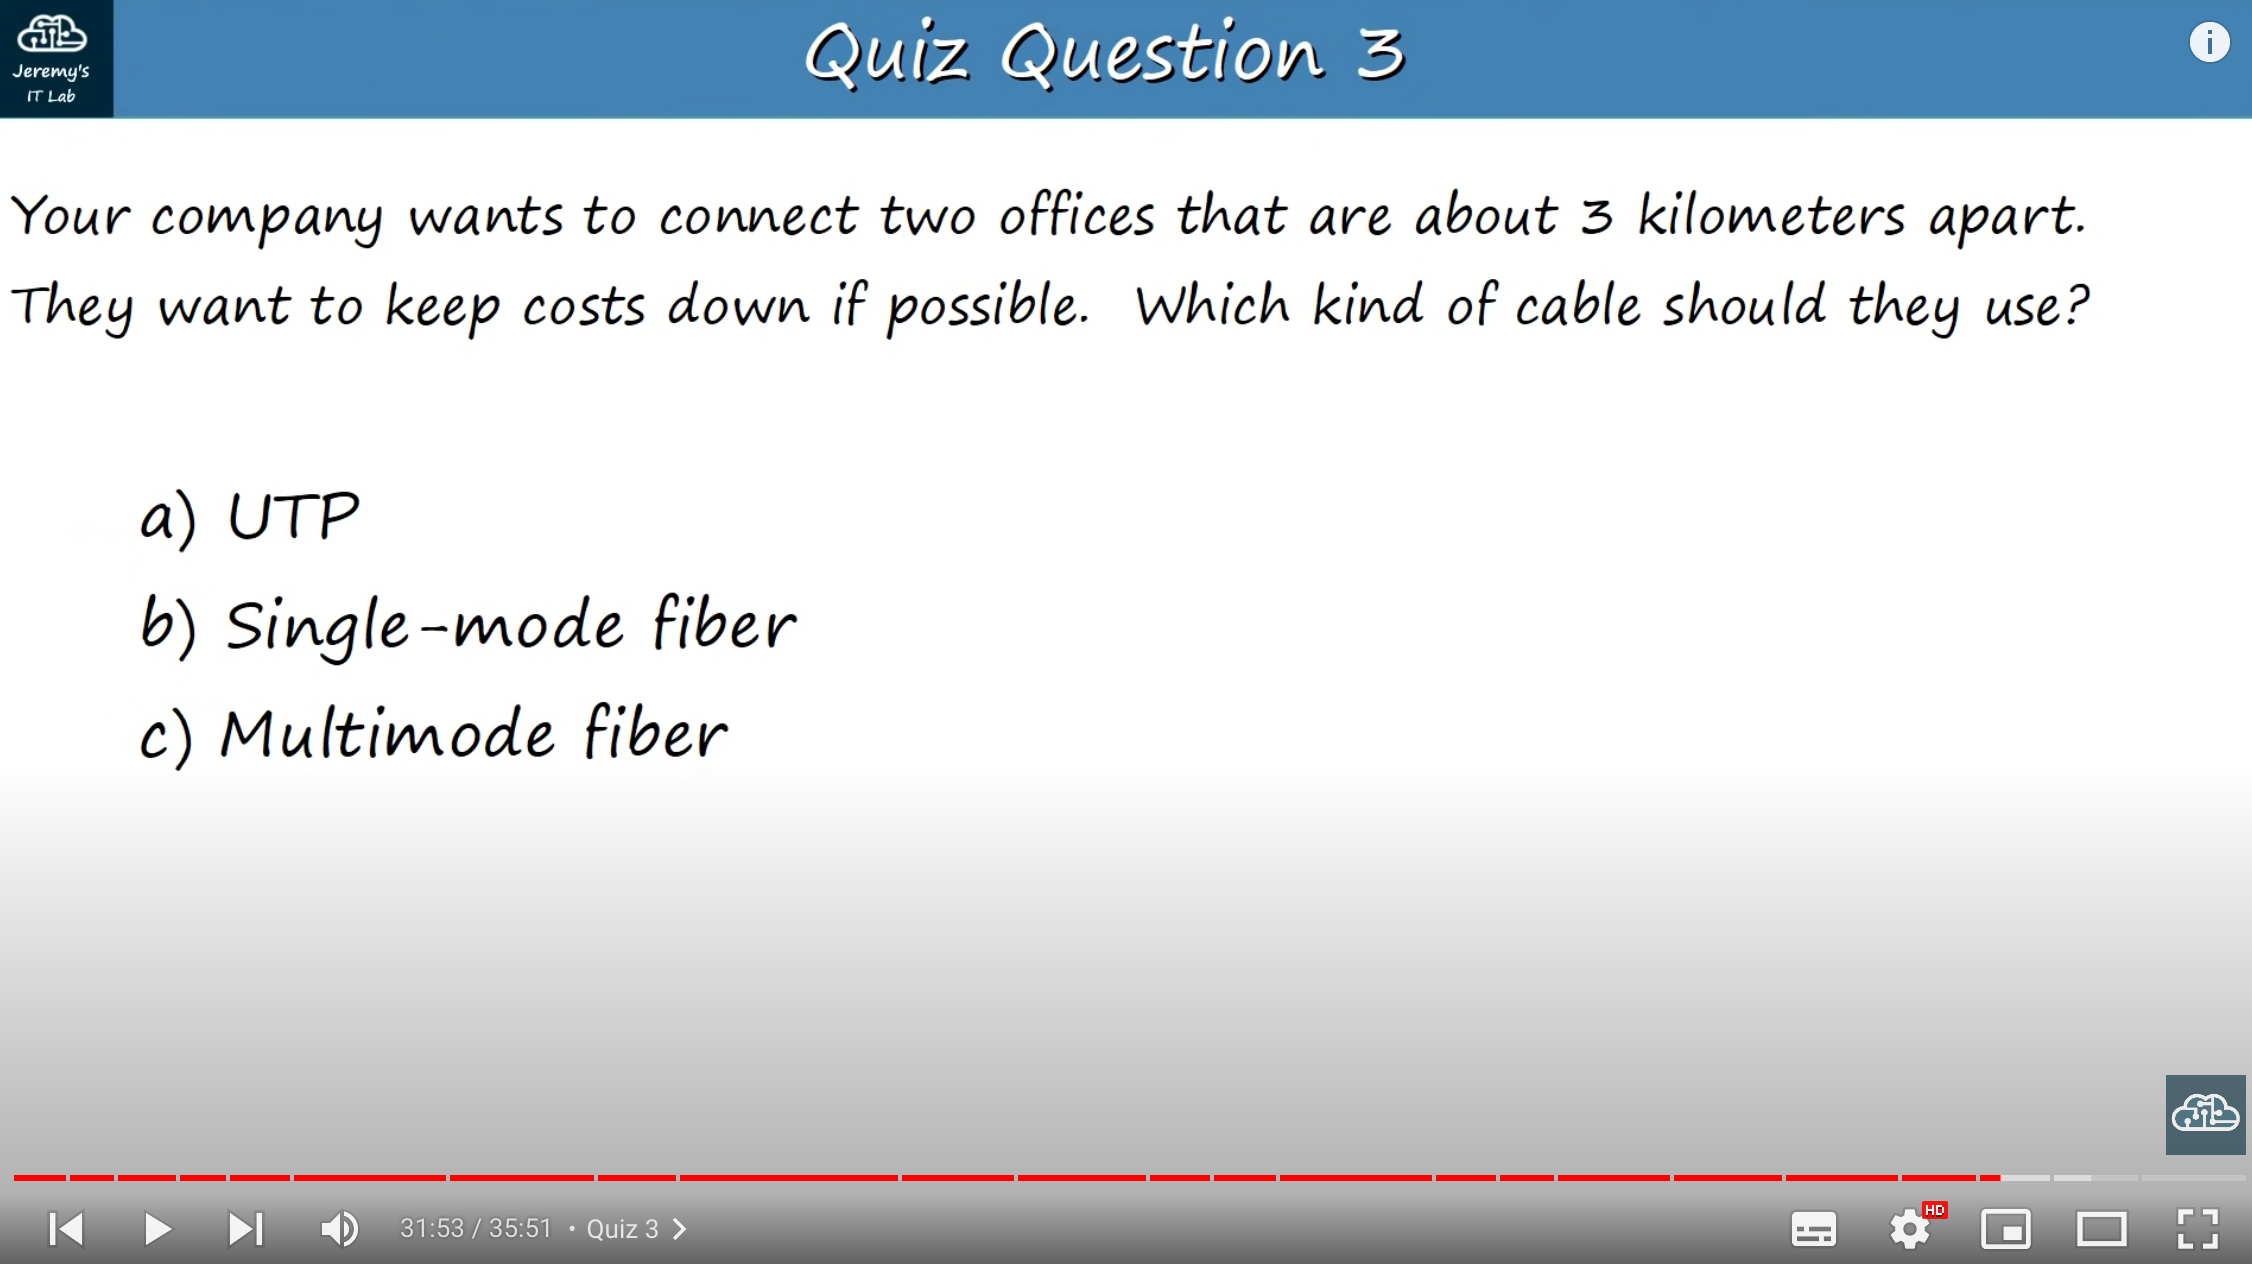 Jeremy's
IT Lab
Quiz Question 3
Your company wants to connect two offices that are about 3 kilometers apart.
They want to keep costs down if possible. Which kind of cable should they use?
a) UTP
b) Single-mode fiber
c) Multimode fiber
31:53 / 35:51 • Quiz 3
HD